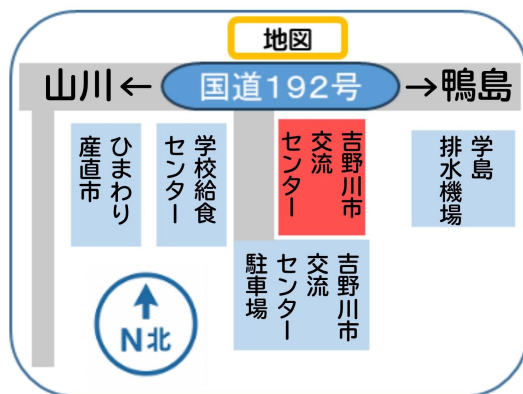 地図
山川←
国道192号
→鴨島
ひまわり
産直市
学校給食
センター
吉野川市
交流
センター
学島
排水機場
吉野川市
交流
センター
駐車場
N北